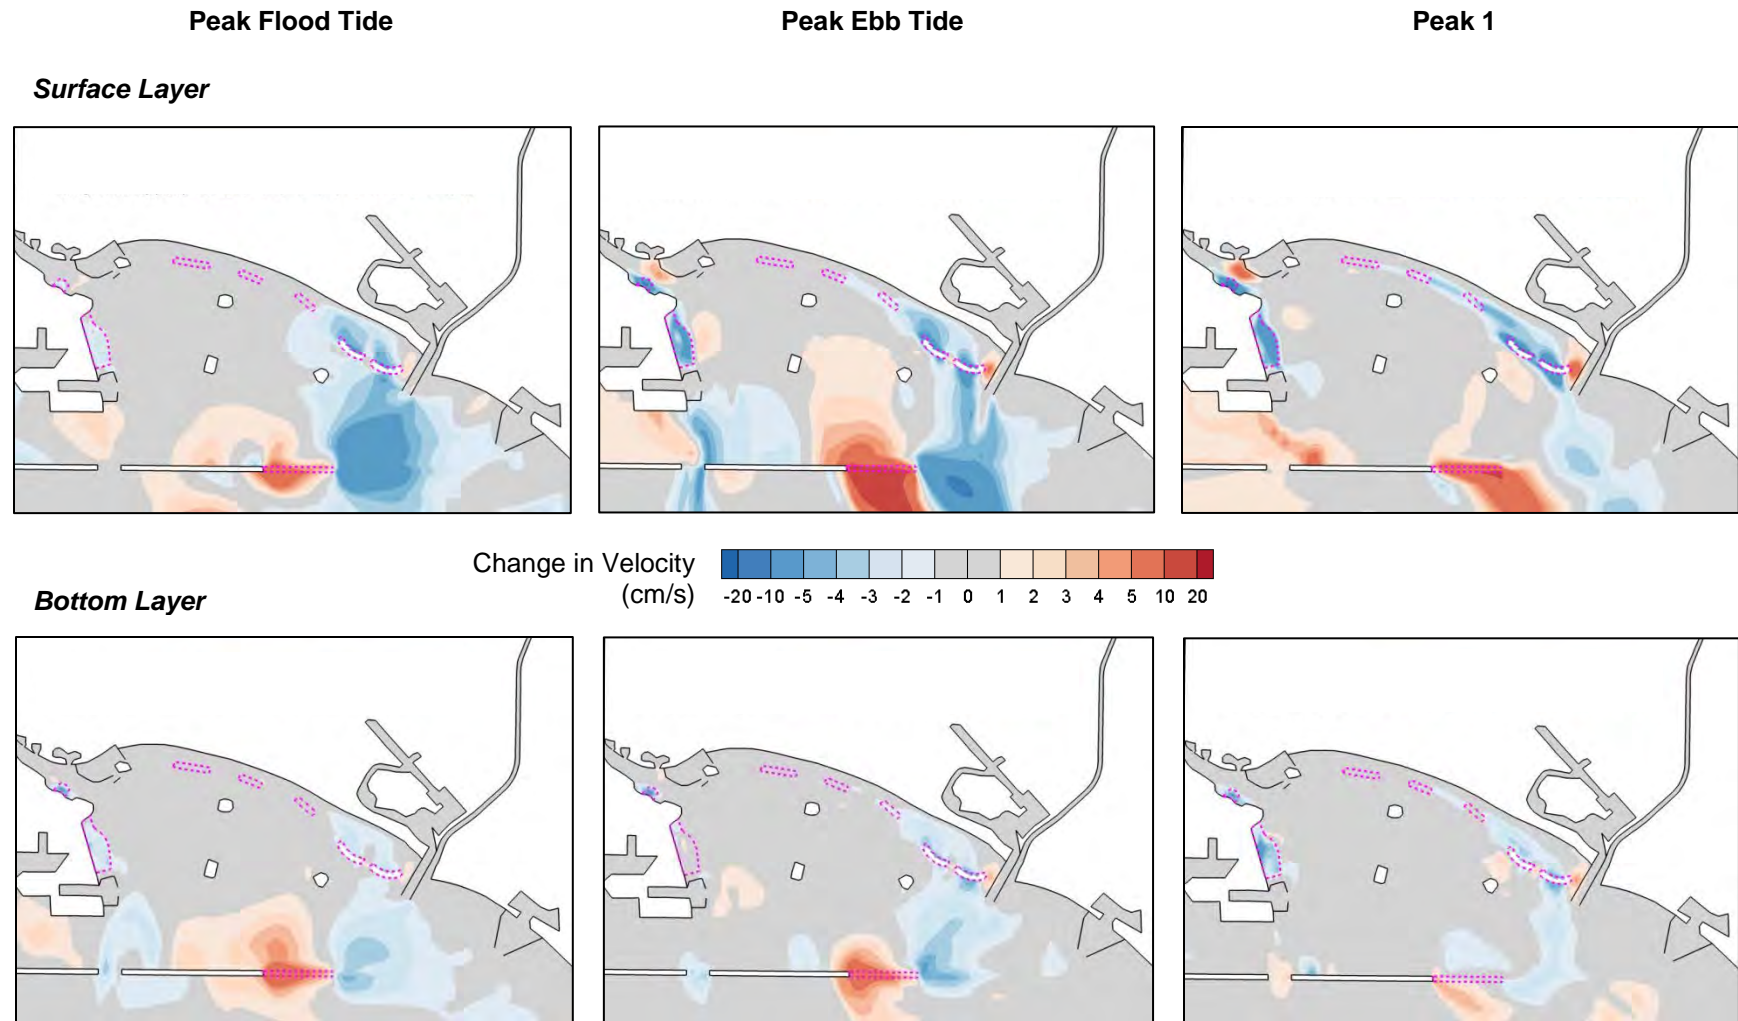 Peak Flood Tide
Peak Ebb Tide
Peak 1
Surface Layer
Change in Velocity
(cm/s)
-20 -10 -5 -4 -3 -2 -1 0 1 2 3 4 5 10 20
Bottom Layer